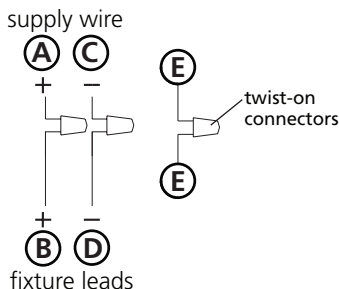 supply wire
A C
+ −
E
twist-on
connectors
E
+ −
B D
fixture leads